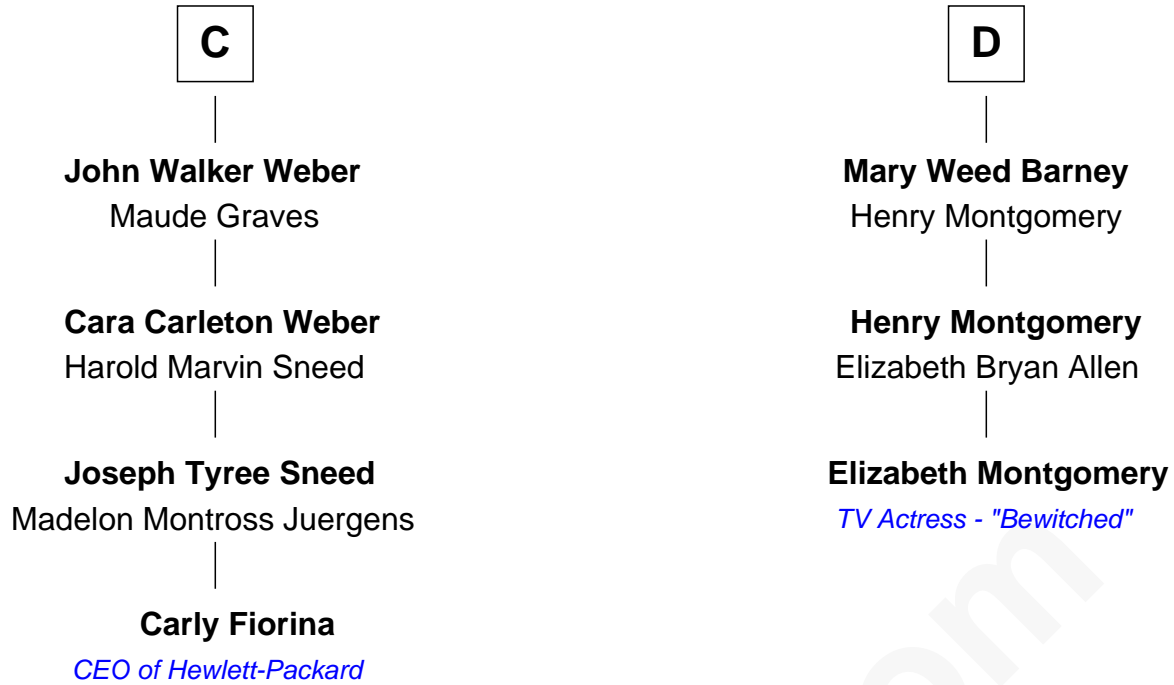 C
John Walker Weber
Maude Graves
Cara Carleton Weber
Harold Marvin Sneed
Joseph Tyree Sneed
Madelon Montross Juergens
Carly Fiorina
CEO of Hewlett-Packard
D
Mary Weed Barney
Henry Montgomery
Henry Montgomery
Elizabeth Bryan Allen
Elizabeth Montgomery
TV Actress - "Bewitched"
om